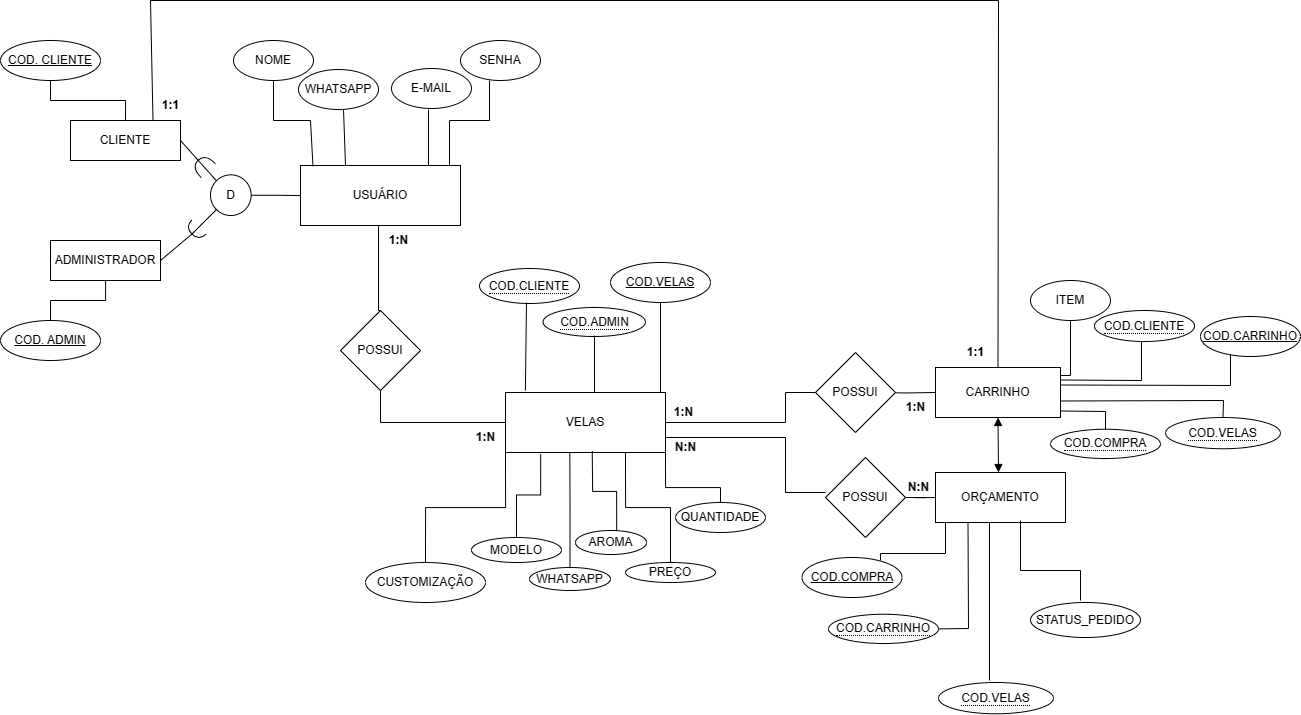 COD. CLIENTE
NOME
SENHA
WHATSAPP
E-MAIL
1:1
CLIENTE
D
USUÁRIO
1:N
ADMINISTRADOR
COD. ADMIN
COD.CLIENTE
COD.VELAS
COD.ADMIN
POSSUI
ITEM
COD.CLIENTE
COD.CARRINHO
1:1
POSSUI
CARRINHO
1:N
1:N
VELAS
1:N
N:N
COD.COMPRA
COD.VELAS
POSSUI
N:N
ORÇAMENTO
QUANTIDADE
MODELO
AROMA
CUSTOMIZAÇÃO
WHATSAPP
PREÇO
COD.COMPRA
COD.CARRINHO
STATUS_PEDIDO
COD.VELAS